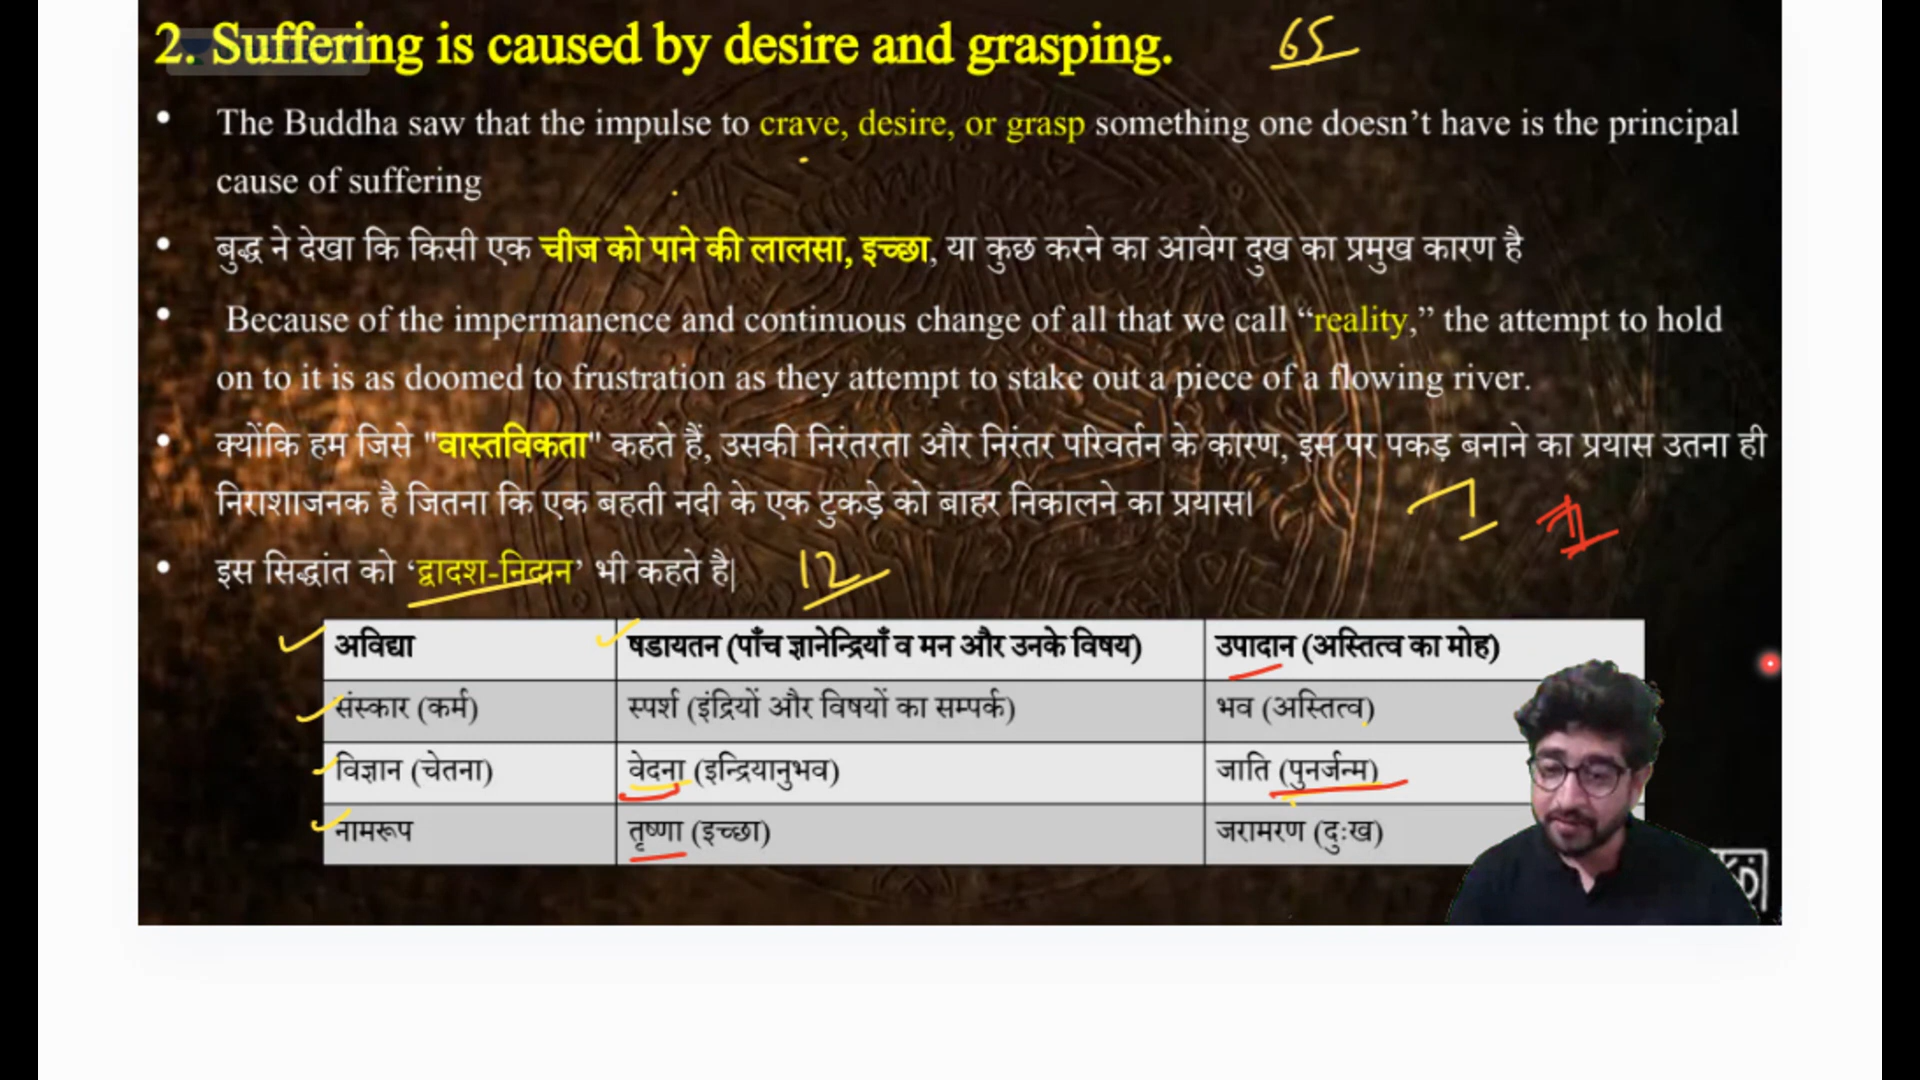 2. Suffering is caused by desire and grasping.
65
• The Buddha saw that the impulse to crave, desire, or grasp something one doesn’t have is the principal
cause of suffering
• बुद्ध ने देखा कि किसी एक चीज को पाने की लालसा, इच्छा, या कुछ करने का आवेग दुख का प्रमुख कारण है
• Because of the impermanence and continuous change of all that we call “reality,” the attempt to hold
on to it is as doomed to frustration as they attempt to stake out a piece of a flowing river.
• क्योंकि हम जिसे "वास्तविकता" कहते हैं, उसकी निरंतरता और निरंतर परिवर्तन के कारण, इस पर पकड़ बनाने का प्रयास उतना ही
निराशाजनक है जितना कि एक बहती नदी के एक टुकड़े को बाहर निकालने का प्रयास।
1 1
• इस सिद्धांत को ‘द्वादश-निदान’ भी कहते है|
12
अविद्या षडायतन (पाँच ज्ञानेन्द्रियाँ व मन और उनके विषय) उपादान (अस्तित्व का मोह)
संस्कार (कर्म) स्पर्श (इंद्रियों और विषयों का सम्पर्क) भव (अस्तित्व)
विज्ञान (चेतना) वेदना (इन्द्रियानुभव) जाति (पुनर्जन्म)
नामरूप तृष्णा (इच्छा) जरामरण (दुःख)